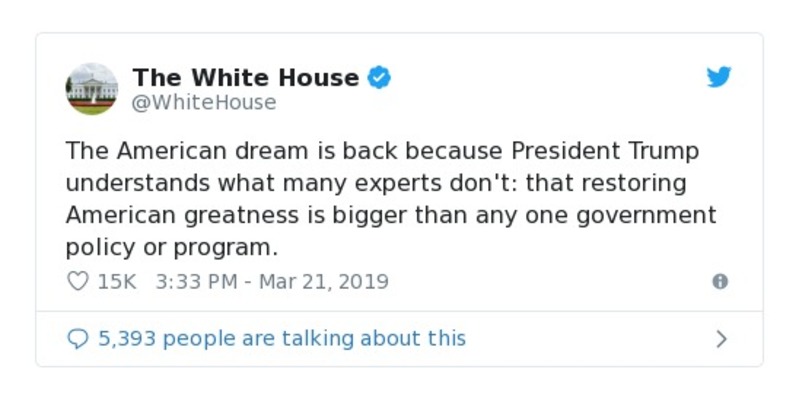 The White House
@WhiteHouse
The American dream is back because President Trump
understands what many experts don't: that restoring
American greatness is bigger than any one government
policy or program.
15K 3:33 PM - Mar 21, 2019
5,393 people are talking about this